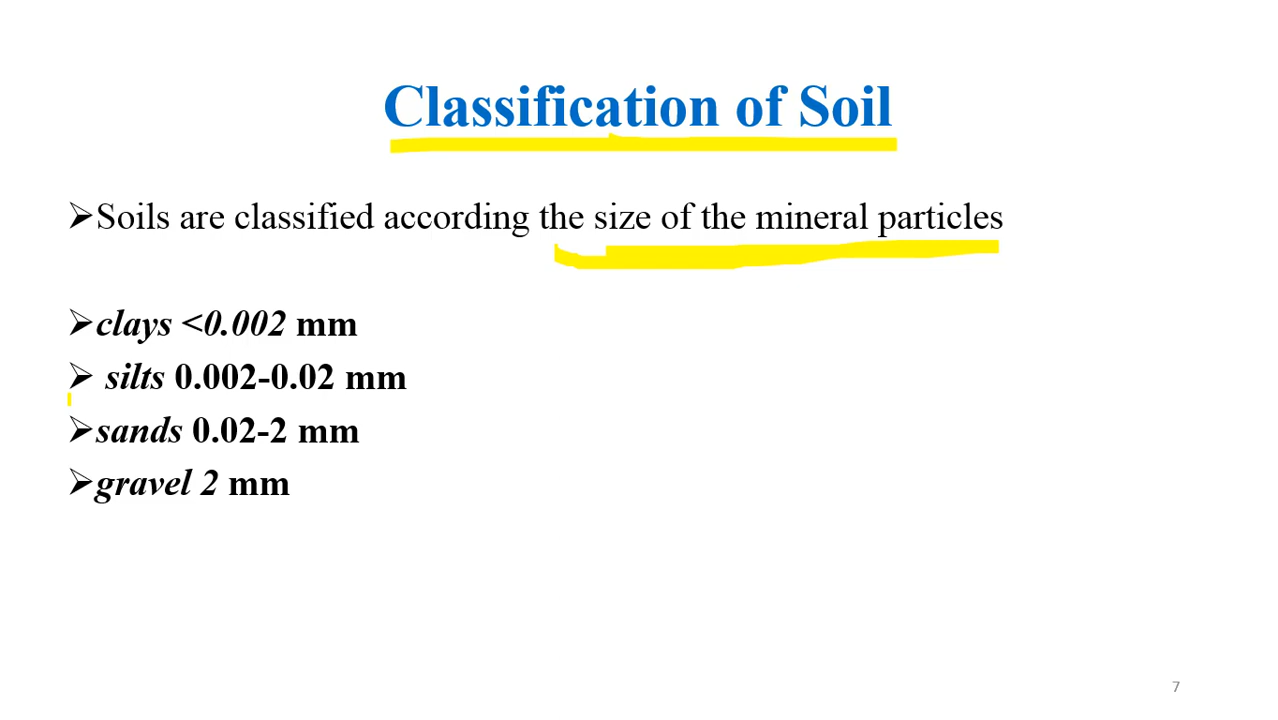 Classification of Soil
➢Soils are classified according the size of the mineral particles
➢clays <0.002 mm
➢ silts 0.002-0.02 mm
➢sands 0.02-2 mm
➢gravel 2 mm
7